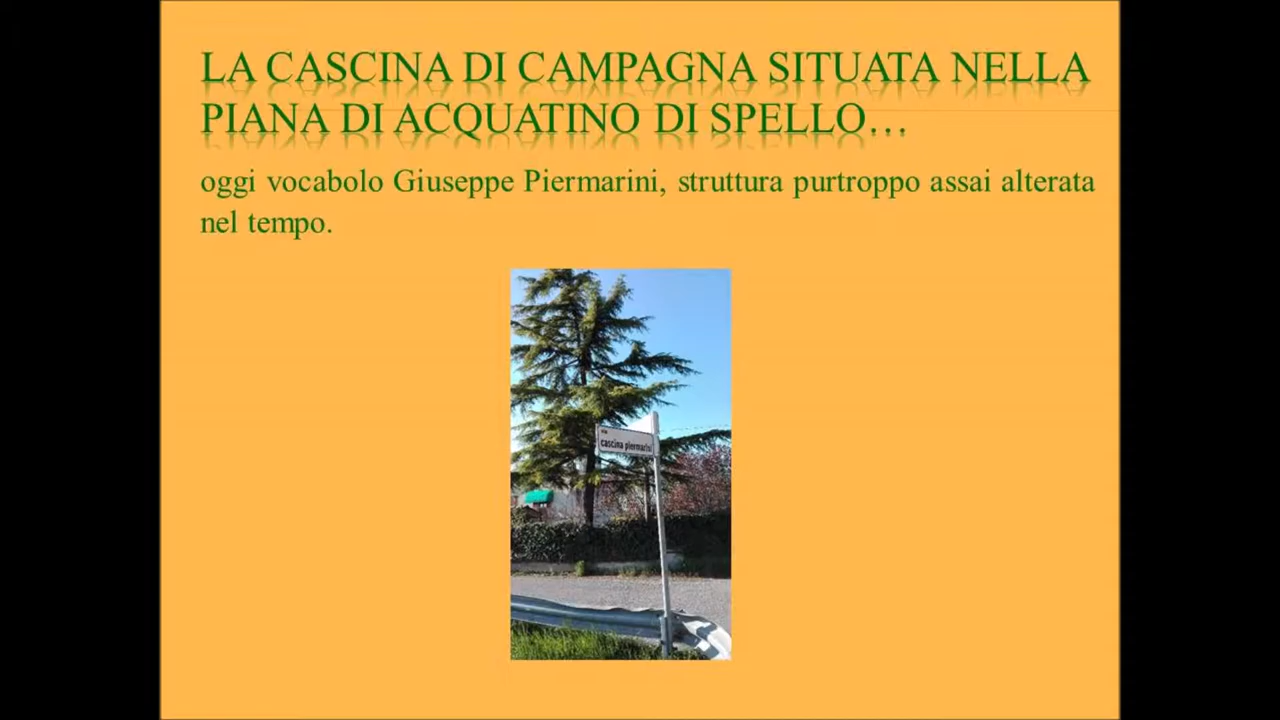 LA CASCINA DI CAMPAGNA SITUATA NELLA
PIANA DI ACQUATINO DI SPELLO…
oggi vocabolo Giuseppe Piermarini, struttura purtroppo assai alterata
nel tempo.
via
cascina piermarini